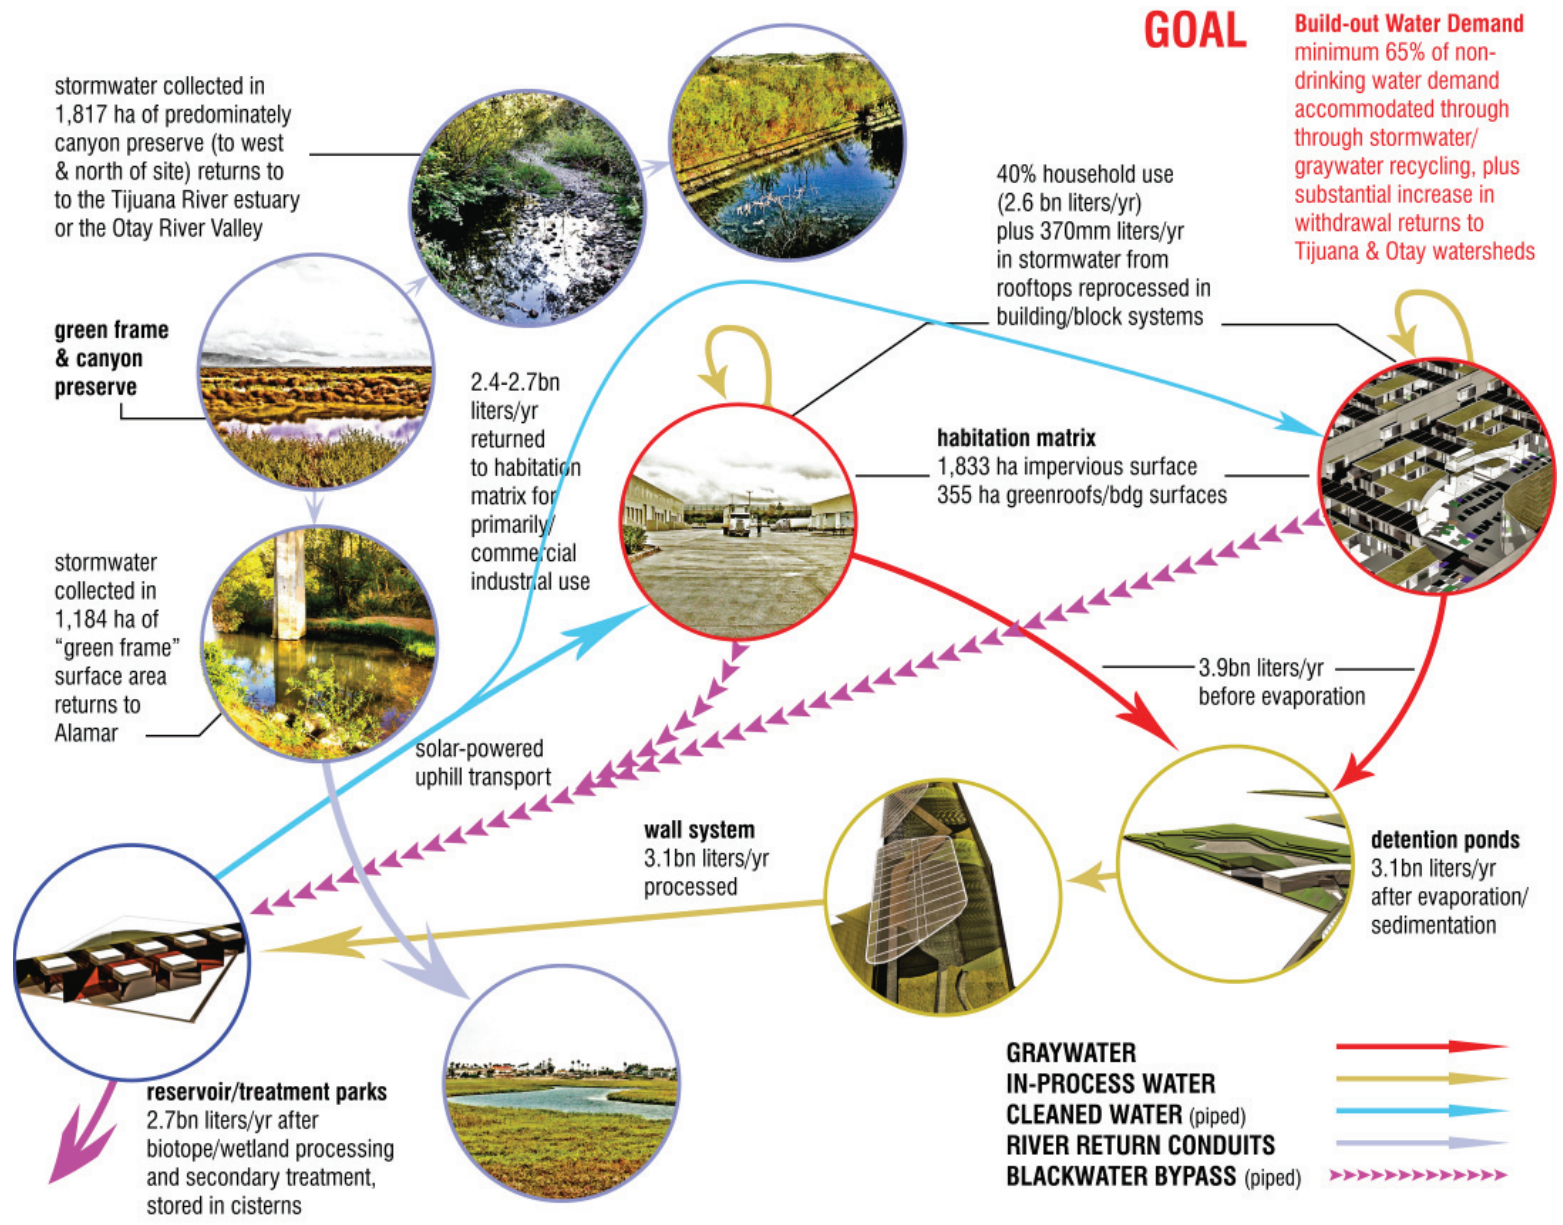 GOAL
Build-out Water Demand
minimum 65% of non-
drinking water demand
accommodated through
through stormwater/
graywater recycling, plus
substantial increase in
withdrawal returns to
Tijuana & Otay watersheds
stormwater collected in
1,817 ha of predominately
canyon preserve (to west
& north of site) returns to
to the Tijuana River estuary
or the Otay River Valley
40% household use
(2.6 bn liters/yr)
plus 370mm liters/yr
in stormwater from
rooftops reprocessed in
building/block systems
green frame
& canyon
preserve
2.4-2.7bn
liters/yr
returned
to habitation
matrix for
primarily/
commercial
industrial use
habitation matrix
1,833 ha impervious surface
355 ha greenroofs/bdg surfaces
stormwater
collected in
1,184 ha of
“green frame”
surface area
returns to
Alamar
3.9bn liters/yr
before evaporation
solar-powered
uphill transport
wall system
3.1bn liters/yr
processed
detention ponds
3.1bn liters/yr
after evaporation/
sedimentation
reservoir/treatment parks
2.7bn liters/yr after
biotope/wetland processing
and secondary treatment,
stored in cisterns
GRAYWATER
IN-PROCESS WATER
CLEANED WATER (piped)
RIVER RETURN CONDUITS
BLACKWATER BYPASS (piped)